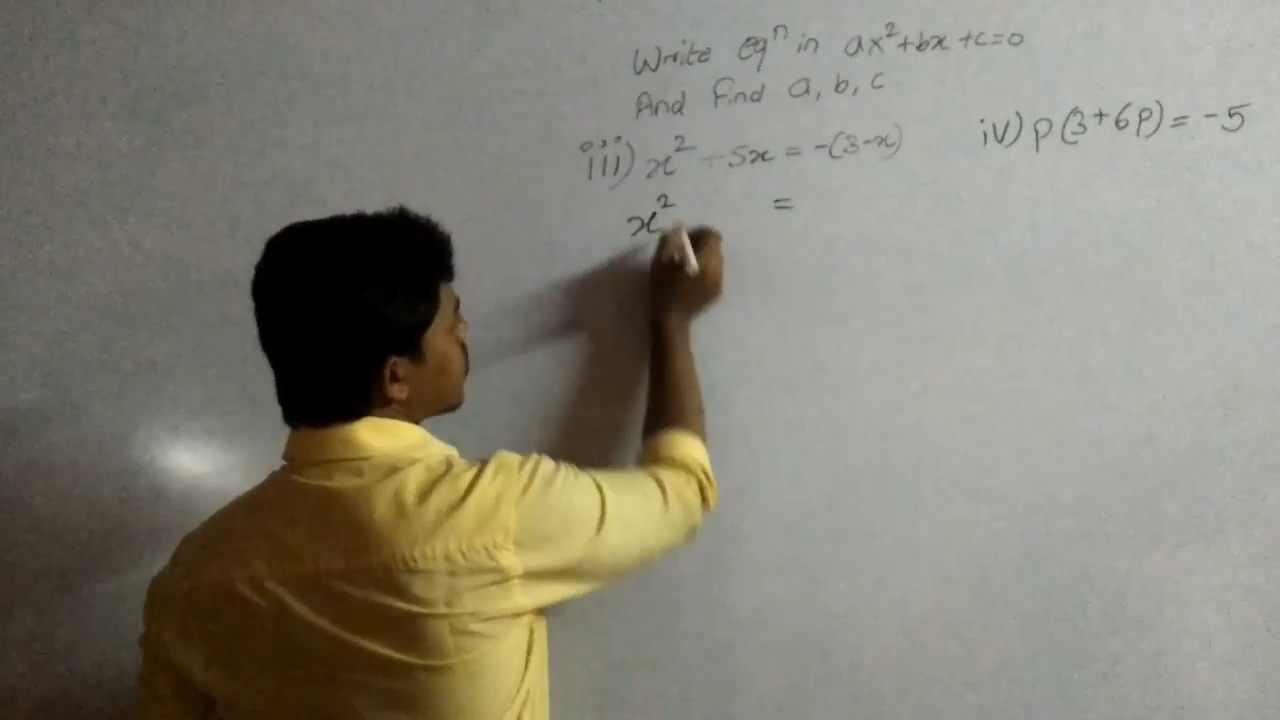 Write eqⁿ in ax²+bx+c=0
And Find a, b, c
iii) x² -5x = -(3-x)
iv) p(3+6p) = -5
x² =